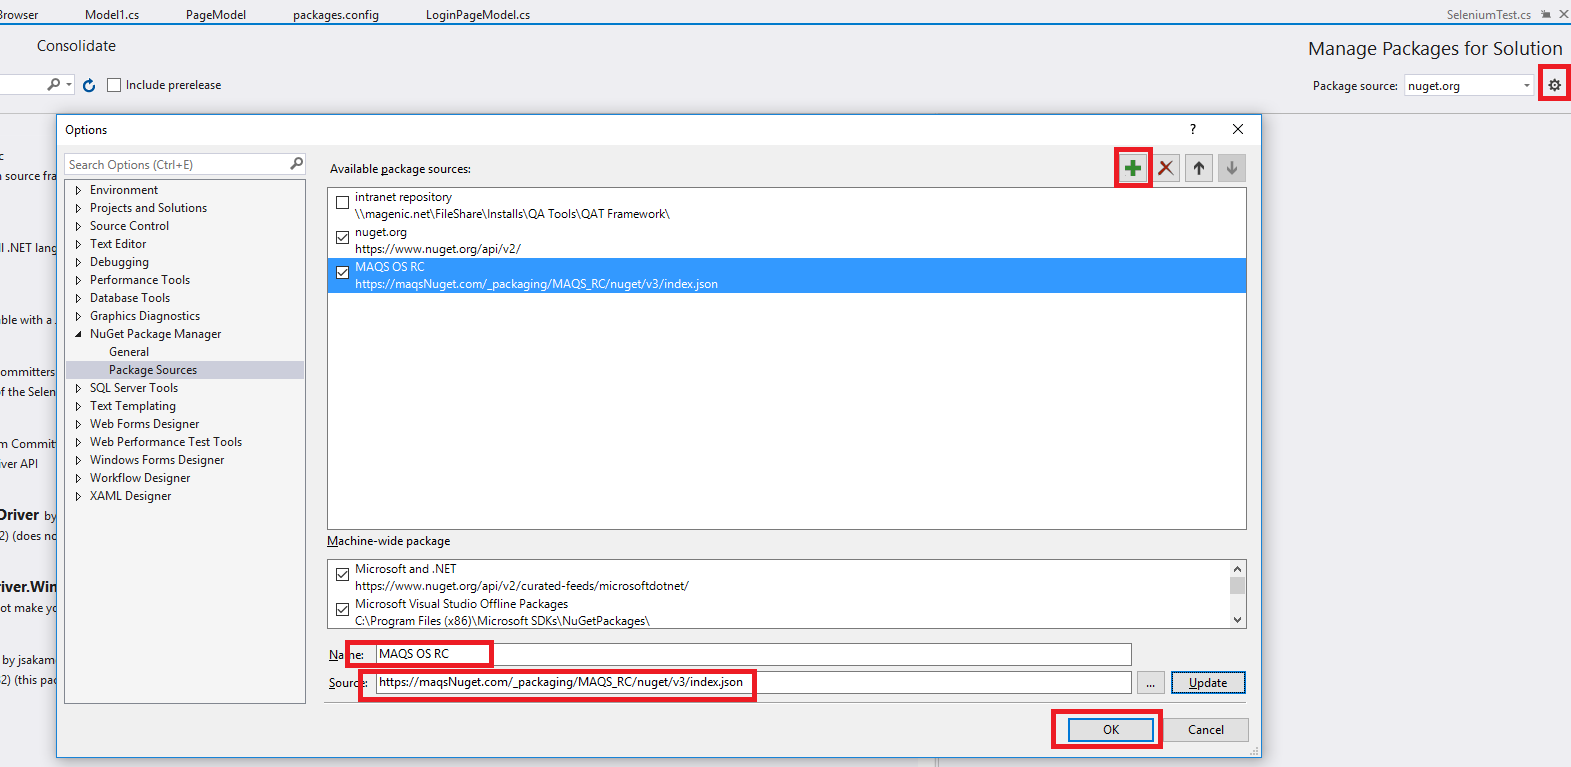 Browser
Model1.cs
PageModel
packages.config
LoginPageModel.cs
SeleniumTest.cs
Consolidate
Manage Packages for Solution
Include prerelease
Package source:
nuget.org
Options
?
Search Options (Ctrl+E)
Environment
Projects and Solutions
Source Control
Text Editor
Debugging
Performance Tools
Database Tools
Graphics Diagnostics
NuGet Package Manager
General
Package Sources
SQL Server Tools
Text Templating
Web Forms Designer
Web Performance Test Tools
Windows Forms Designer
Workflow Designer
XAML Designer
Available package sources:
intranet repository
\\magenic.net\FileShare\Installs\QA Tools\QAT Framework\
nuget.org
https://www.nuget.org/api/v2/
MAQS OS RC
https://maqsNuget.com/_packaging/MAQS_RC/nuget/v3/index.json
Machine-wide package
Microsoft and .NET
https://www.nuget.org/api/v2/curated-feeds/microsoftdotnet/
Microsoft Visual Studio Offline Packages
C:\Program Files (x86)\Microsoft SDKs\NuGetPackages\
Name:
MAQS OS RC
Source:
https://maqsNuget.com/_packaging/MAQS_RC/nuget/v3/index.json
...
Update
OK
Cancel
c
source fra
.NET lang
ble with a
ommitters
f the Selen
m Committ
iver API
Driver by
2) (does no
river.Win
ot make yo
by jsakam
2) (this pac